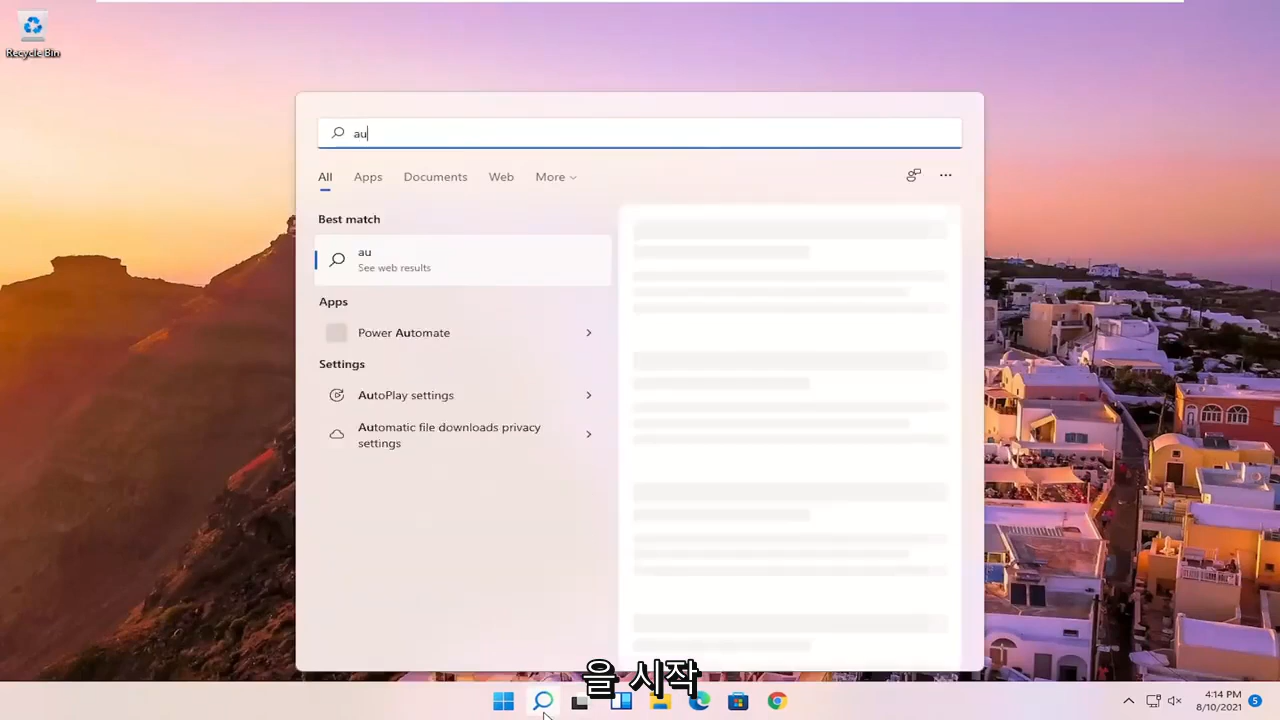 Recycle Bin
au
All Apps Documents Web More
Best match
au
See web results
Apps
Power Automate
Settings
AutoPlay settings
Automatic file downloads privacy
settings
을 시작
4:14 PM
8/10/2021
5